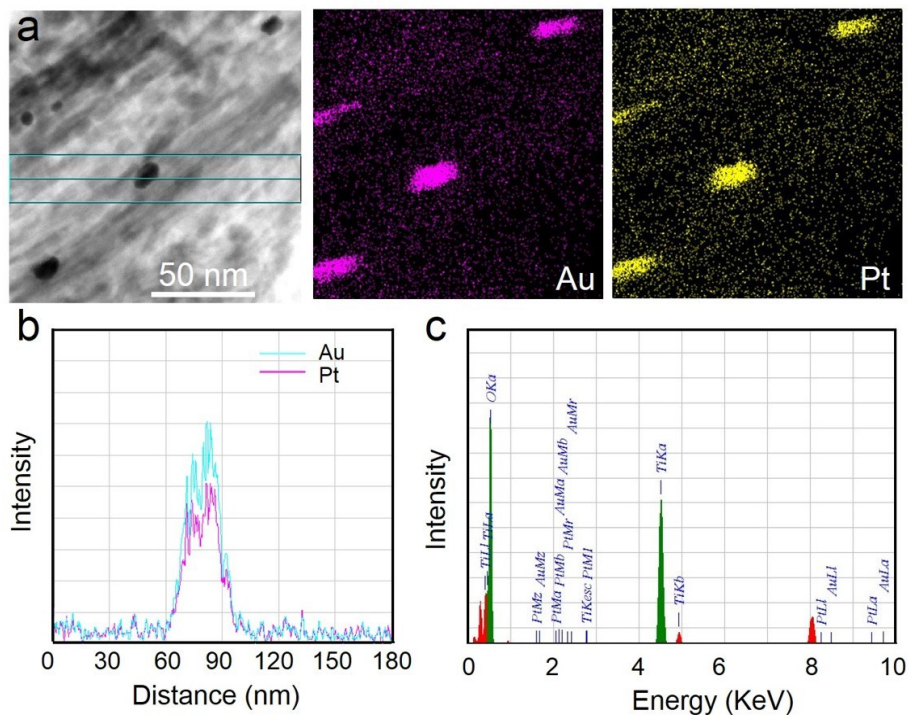 a
50 nm
Au
Pt
b
Au
Pt
Intensity
0 30 60 90 120 150 180
Distance (nm)
c
TiLl TiLa
OKa
PtMz AuMz
PtMa PtMb AuMa AuMb AuMr
PtMr
TiKesc PtM1
TiKa
TiKb
PtLl AuLl
PtLa AuLa
Intensity
0 2 4 6 8 10
Energy (KeV)